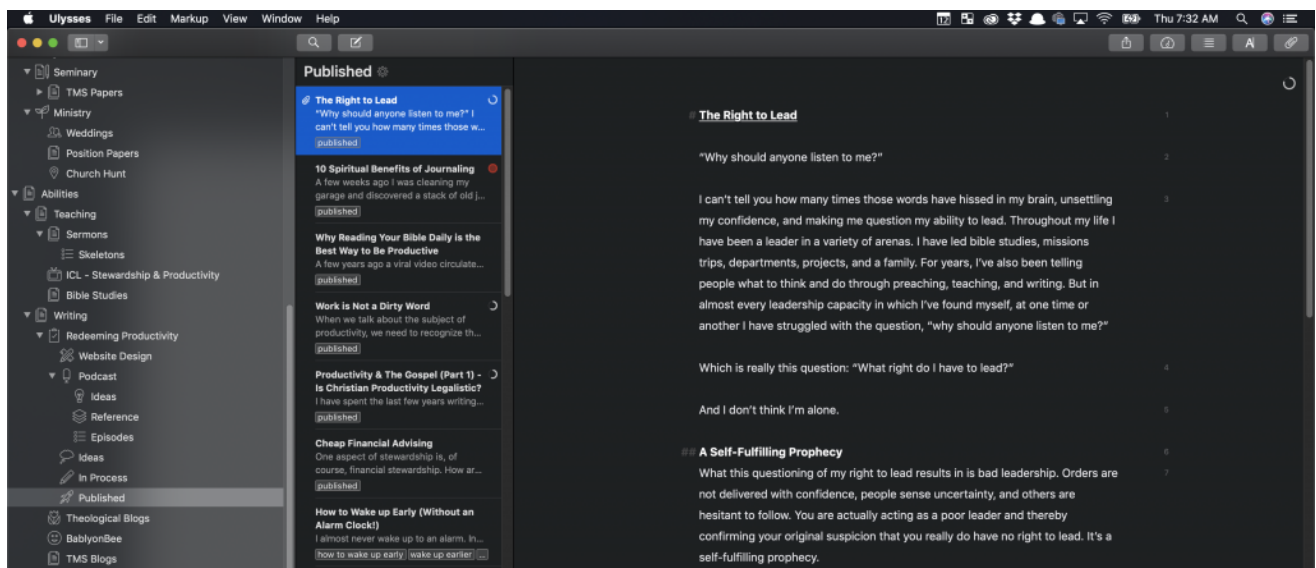 Ulysses File Edit Markup View Window Help
Thu 7:32 AM
Seminary
TMS Papers
Ministry
Weddings
Position Papers
Church Hunt
Abilities
Teaching
Sermons
Skeletons
ICL - Stewardship & Productivity
Bible Studies
Writing
Redeeming Productivity
Website Design
Podcast
Ideas
Reference
Episodes
Ideas
In Process
Published
Theological Blogs
BablyonBee
TMS Blogs
Published
The Right to Lead
“Why should anyone listen to me?” I
can't tell you how many times those w...
published
10 Spiritual Benefits of Journaling
A few weeks ago I was cleaning my
garage and discovered a stack of old j...
published
Why Reading Your Bible Daily is the
Best Way to Be Productive
A few years ago a viral video circulate...
published
Work is Not a Dirty Word
When we talk about the subject of
productivity, we need to recognize th...
published
Productivity & The Gospel (Part 1) -
Is Christian Productivity Legalistic?
I have spent the last few years writing...
published
Cheap Financial Advising
One aspect of stewardship is, of
course, financial stewardship. How ar...
published
How to Wake up Early (Without an
Alarm Clock!)
I almost never wake up to an alarm. In...
how to wake up early wake up earlier ...
# The Right to Lead 1
“Why should anyone listen to me?” 2
I can't tell you how many times those words have hissed in my brain, unsettling 3
my confidence, and making me question my ability to lead. Throughout my life I
have been a leader in a variety of arenas. I have led bible studies, missions
trips, departments, projects, and a family. For years, I've also been telling
people what to think and do through preaching, teaching, and writing. But in
almost every leadership capacity in which I've found myself, at one time or
another I have struggled with the question, “why should anyone listen to me?”
Which is really this question: “What right do I have to lead?” 4
And I don't think I'm alone. 5
## A Self-Fulfilling Prophecy 6
What this questioning of my right to lead results in is bad leadership. Orders are 7
not delivered with confidence, people sense uncertainty, and others are
hesitant to follow. You are actually acting as a poor leader and thereby
confirming your original suspicion that you really do have no right to lead. It's a
self-fulfilling prophecy.